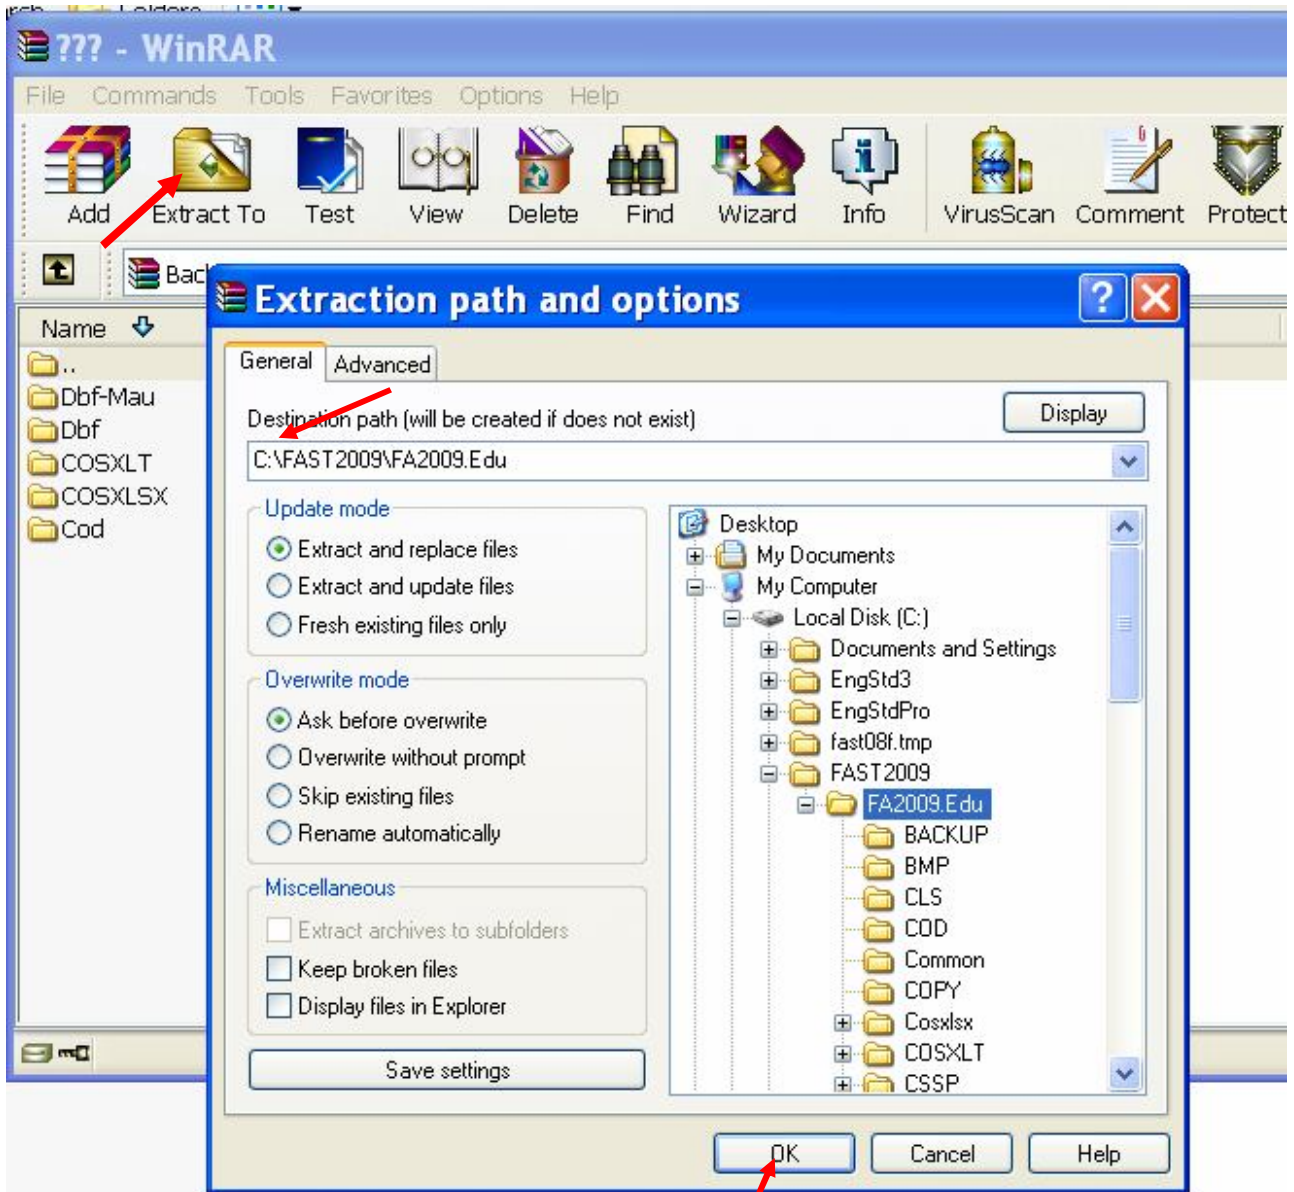 Folders
??? - WinRAR
File Commands Tools Favorites Options Help
Add Extract To Test View Delete Find Wizard Info VirusScan Comment Protect
Extraction path and options
Name
General Advanced
..
Dbf-Mau
Dbf
COSXLT
COSXLSX
Cod
Destination path (will be created if does not exist)
Display
C:\FAST2009\FA2009.Edu
Update mode
Extract and replace files
Extract and update files
Fresh existing files only
Overwrite mode
Ask before overwrite
Overwrite without prompt
Skip existing files
Rename automatically
Miscellaneous
Extract archives to subfolders
Keep broken files
Display files in Explorer
Save settings
Desktop
My Documents
My Computer
Local Disk (C:)
Documents and Settings
EngStd3
EngStdPro
fast08f.tmp
FAST2009
FA2009.Edu
BACKUP
BMP
CLS
COD
Common
COPY
Cosxlsx
COSXLT
CSSP
OK Cancel Help